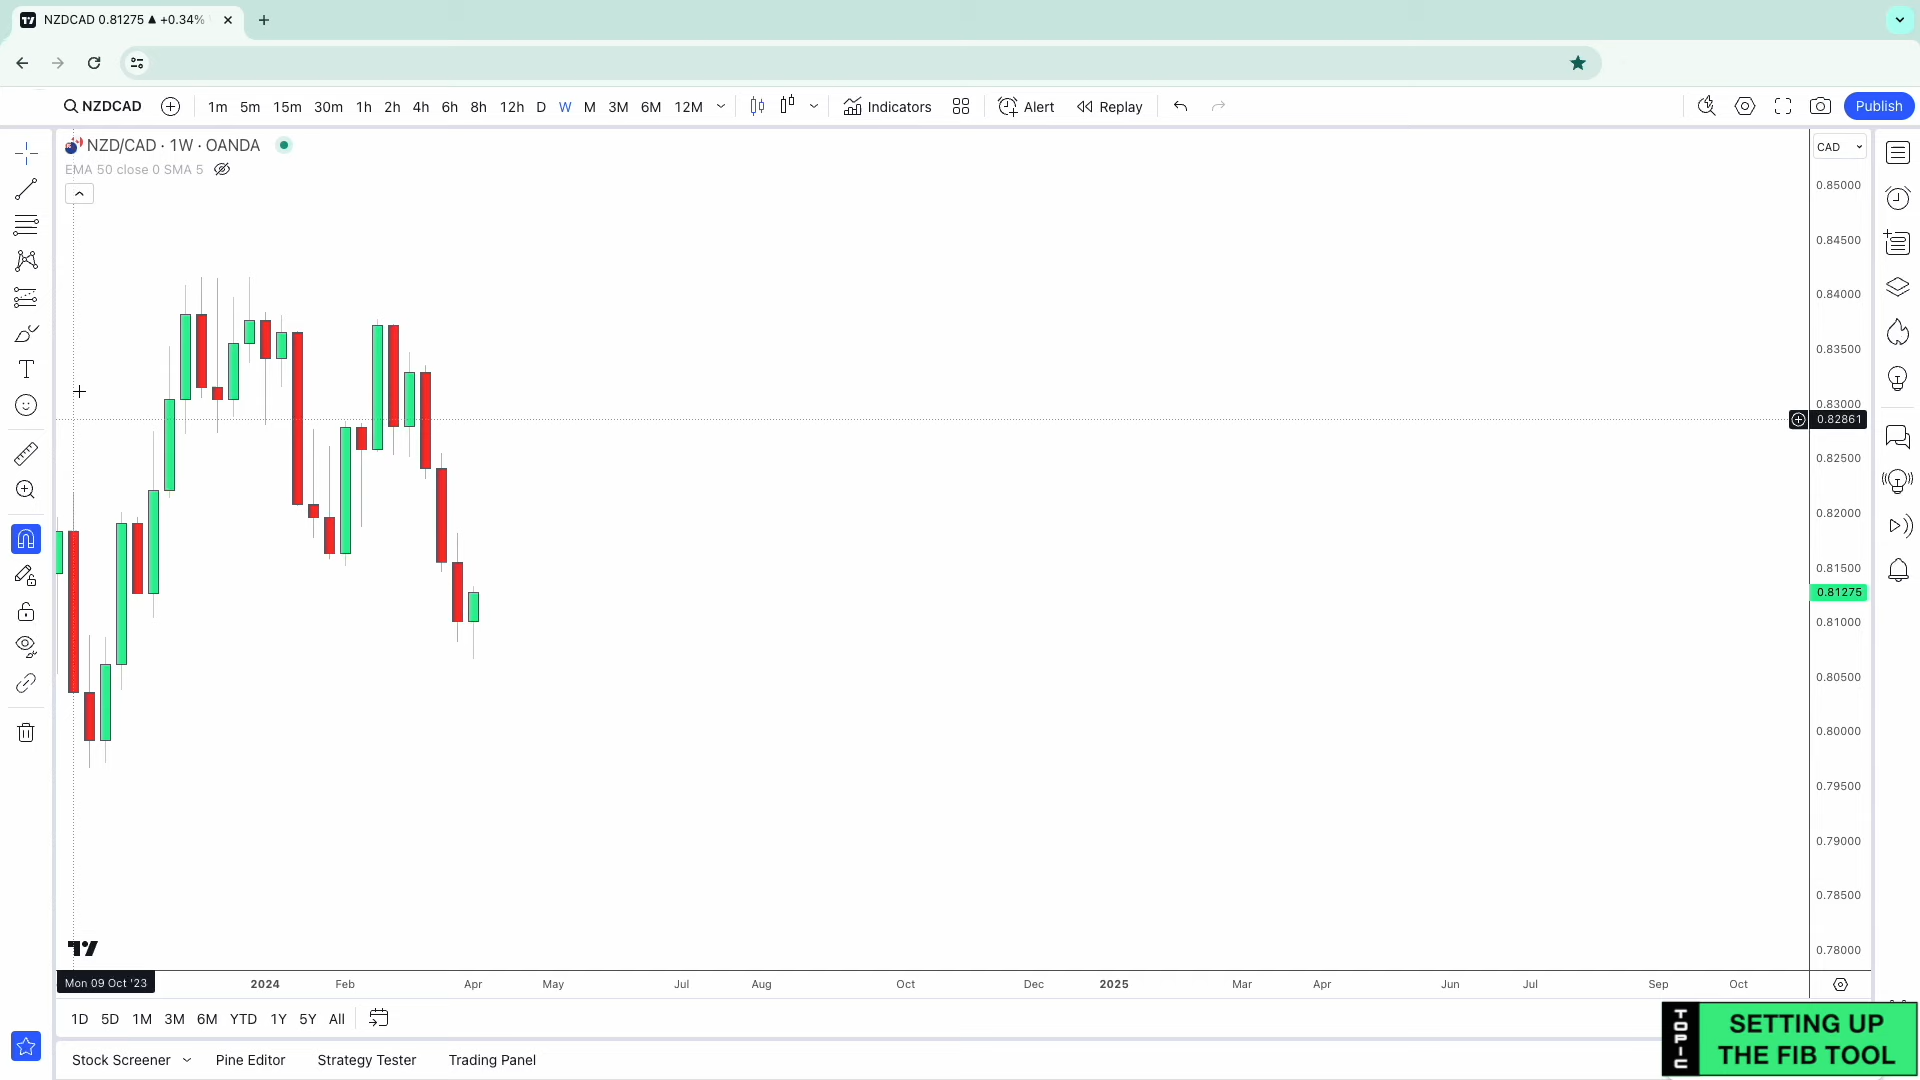 NZDCAD 0.81275 ▲ +0.34%
NZDCAD
1m 5m 15m 30m 1h 2h 4h 6h 8h 12h D W M 3M 6M 12M
Indicators
Alert
Replay
Publish
NZD/CAD · 1W · OANDA
EMA 50 close 0 SMA 5
CAD
0.85000
0.84500
0.84000
0.83500
0.83000
0.82861
0.82500
0.82000
0.81500
0.81275
0.81000
0.80500
0.80000
0.79500
0.79000
0.78500
0.78000
Mon 09 Oct '23
2024 Feb Apr May Jul Aug Oct Dec 2025 Mar Apr Jun Jul Sep Oct
1D 5D 1M 3M 6M YTD 1Y 5Y All
TOPIC
SETTING UP
THE FIB TOOL
Stock Screener Pine Editor Strategy Tester Trading Panel